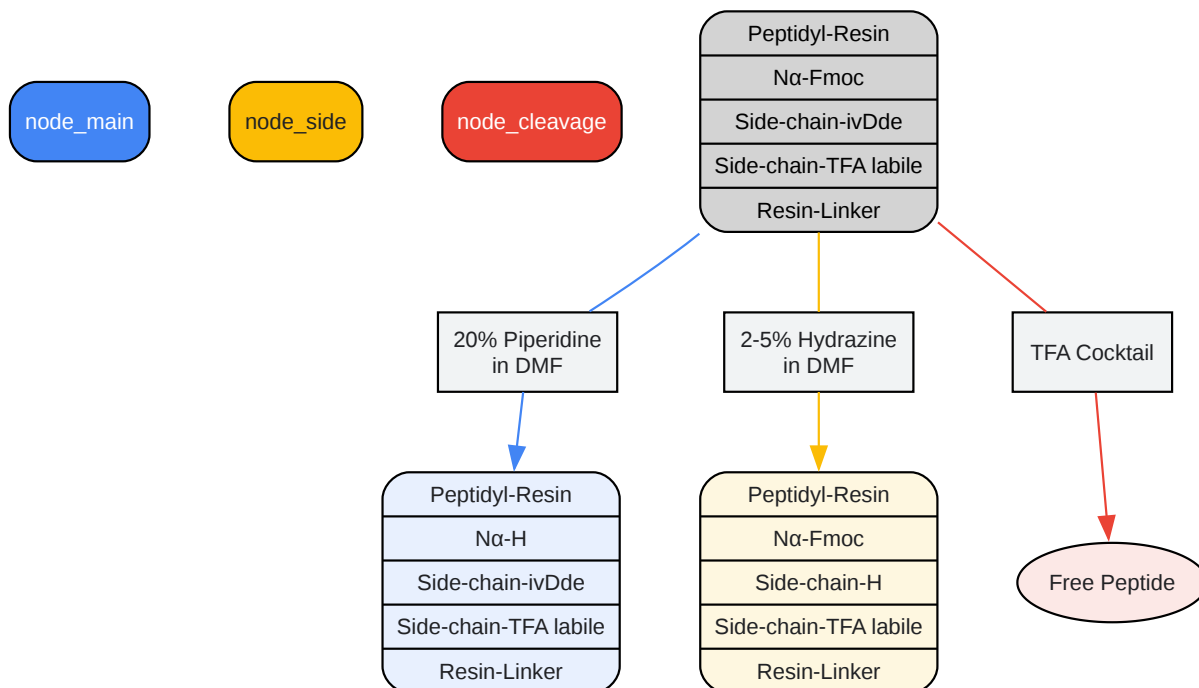 Peptidyl-Resin
Nα-Fmoc
Side-chain-ivDde
Side-chain-TFA labile
Resin-Linker
node_main
node_side
node_cleavage
20% Piperidine
in DMF
2-5% Hydrazine
in DMF
TFA Cocktail
Peptidyl-Resin
Nα-H
Side-chain-ivDde
Side-chain-TFA labile
Resin-Linker
Peptidyl-Resin
Nα-Fmoc
Side-chain-H
Side-chain-TFA labile
Resin-Linker
Free Peptide